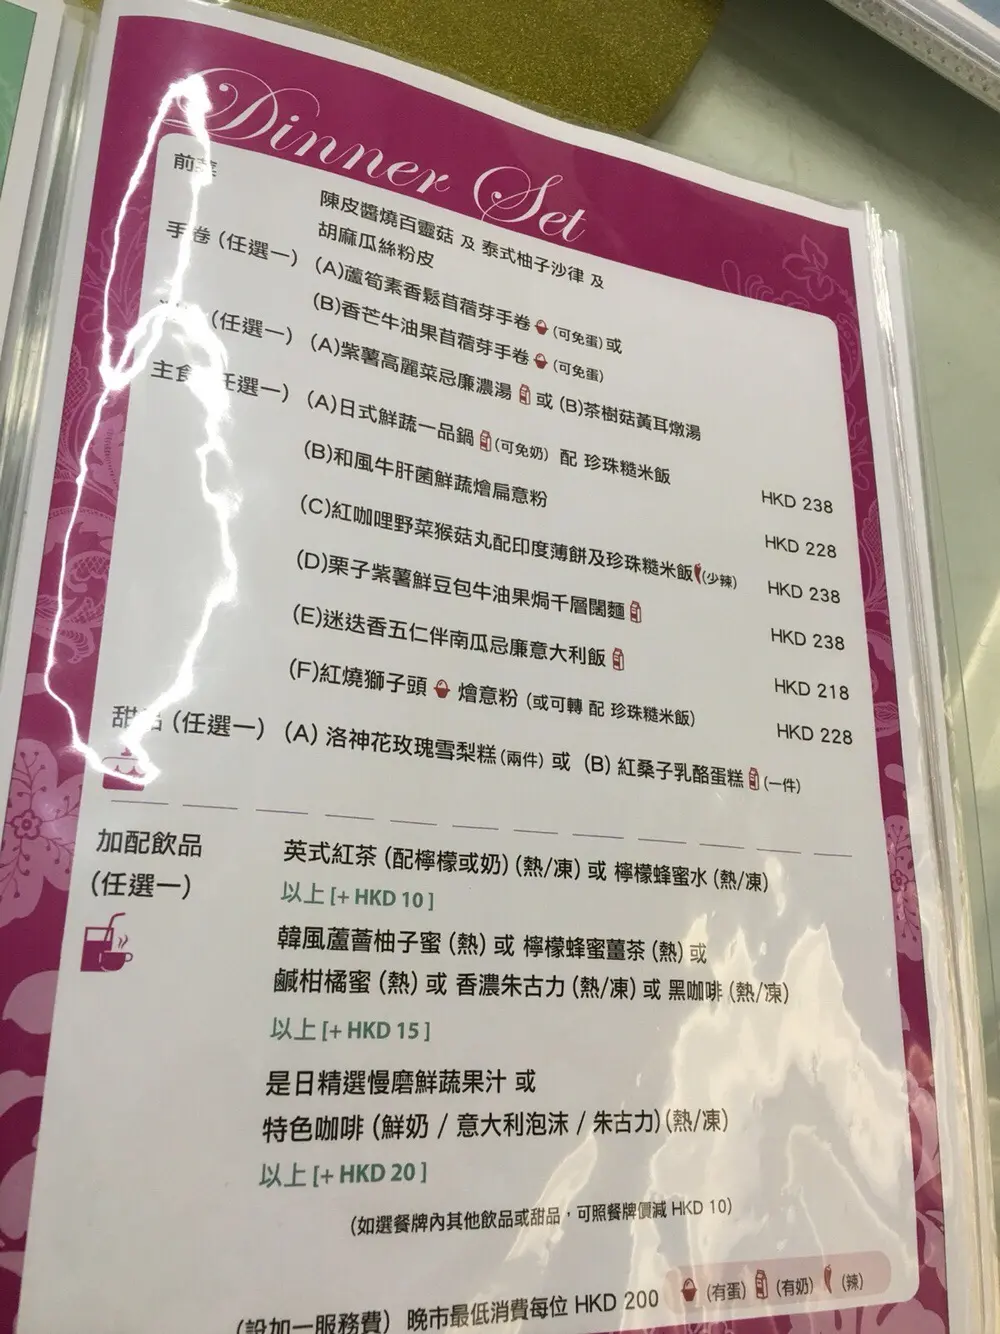 Dinner Set
前菜
陳皮醬燒百靈菇 及 泰式柚子沙律 及
胡麻瓜絲粉皮
手卷 (任選一) (A)蘆筍素香鬆苜蓿芽手卷 (可免蛋) 或
(B)香芒牛油果苜蓿芽手卷 (可免蛋)
(任選一) (A)紫薯高麗菜忌廉濃湯 或 (B)茶樹菇黃耳燉湯
主食 (任選一) (A)日式鮮蔬一品鍋 (可免奶) 配 珍珠糙米飯 HKD 238
(B)和風牛肝菌鮮蔬燴扁意粉 HKD 228
(C)紅咖哩野菜猴菇丸配印度薄餅及珍珠糙米飯 (少辣) HKD 238
(D)栗子紫薯鮮豆包牛油果焗千層闊麵 HKD 238
(E)迷迭香五仁伴南瓜忌廉意大利飯 HKD 218
(F)紅燒獅子頭 燴意粉 (或可轉 配 珍珠糙米飯) HKD 228
甜品 (任選一) (A) 洛神花玫瑰雪梨糕 (兩件) 或 (B) 紅桑子乳酪蛋糕 (一件)
加配飲品
(任選一)
英式紅茶 (配檸檬或奶) (熱/凍) 或 檸檬蜂蜜水 (熱/凍)
以上 [+ HKD 10]
韓風蘆薈柚子蜜 (熱) 或 檸檬蜂蜜薑茶 (熱) 或
鹹柑橘蜜 (熱) 或 香濃朱古力 (熱/凍) 或 黑咖啡 (熱/凍)
以上 [+ HKD 15]
是日精選慢磨鮮蔬果汁 或
特色咖啡 (鮮奶 / 意大利泡沫 / 朱古力) (熱/凍)
以上 [+ HKD 20]
(如選餐牌內其他飲品或甜品，可照餐牌價減 HKD 10)
(有蛋) (有奶) (辣)
(設加一服務費) 晚市最低消費每位 HKD 200